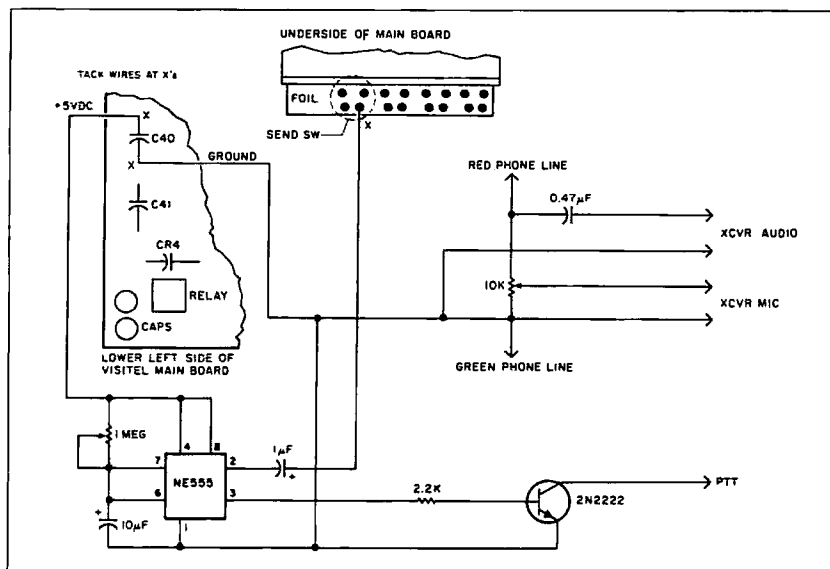 UNDERSIDE OF MAIN BOARD
TACK WIRES AT X'S
+5VDC
X
C40
FOIL
SEND SW
X
X
GROUND
C41
RED PHONE LINE
0.47µF
XCVR AUDIO
CR4
RELAY
10K
XCVR MIC
CAPS
LOWER LEFT SIDE OF
VISITEL MAIN BOARD
GREEN PHONE LINE
1 MEG
4
8
7
2
1µF
+
NE555
6
3
2.2K
2N2222
PTT
+
10µF
1